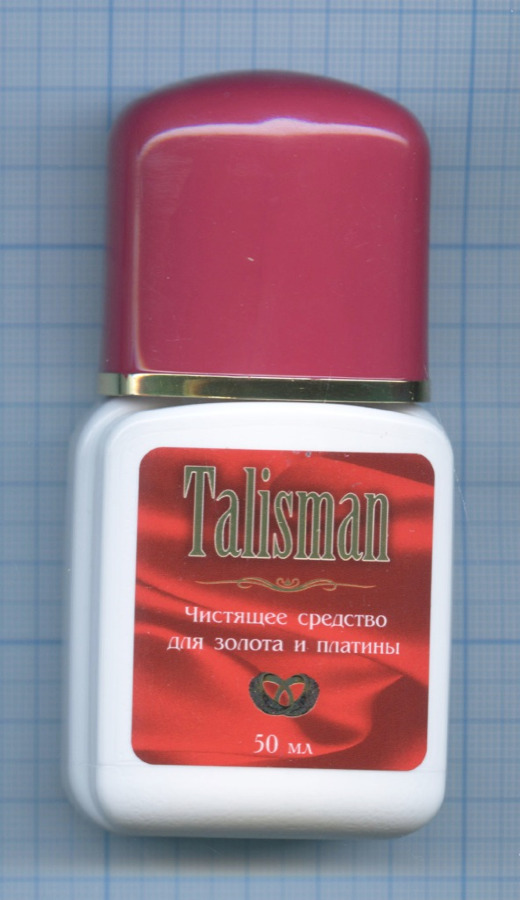 Talisman
Чистящее средство
для золота и платины
50 мл